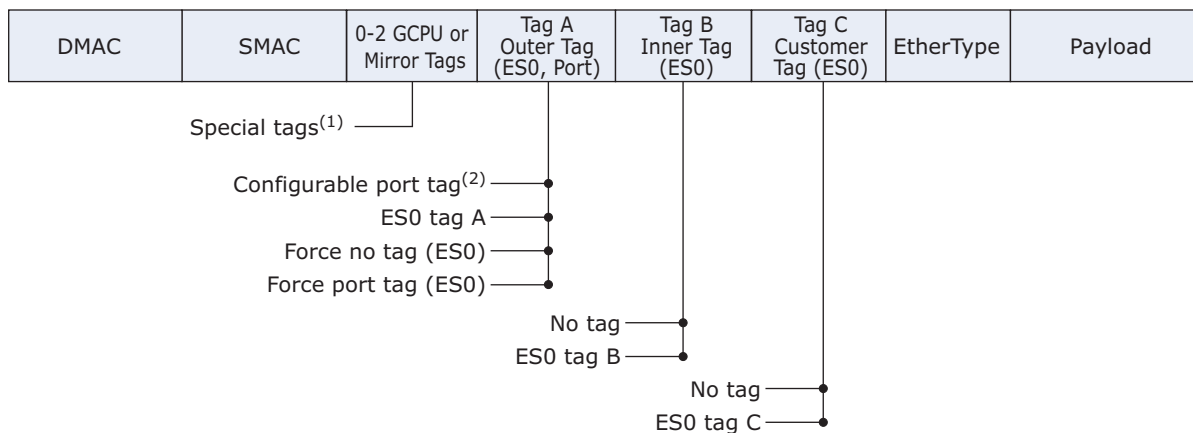 DMAC
SMAC
0-2 GCPU or
Mirror Tags
Tag A
Outer Tag
(ES0, Port)
Tag B
Inner Tag
(ES0)
Tag C
Customer
Tag (ES0)
EtherType
Payload
Special tags(1)
Configurable port tag(2)
ES0 tag A
Force no tag (ES0)
Force port tag (ES0)
No tag
ES0 tag B
No tag
ES0 tag C